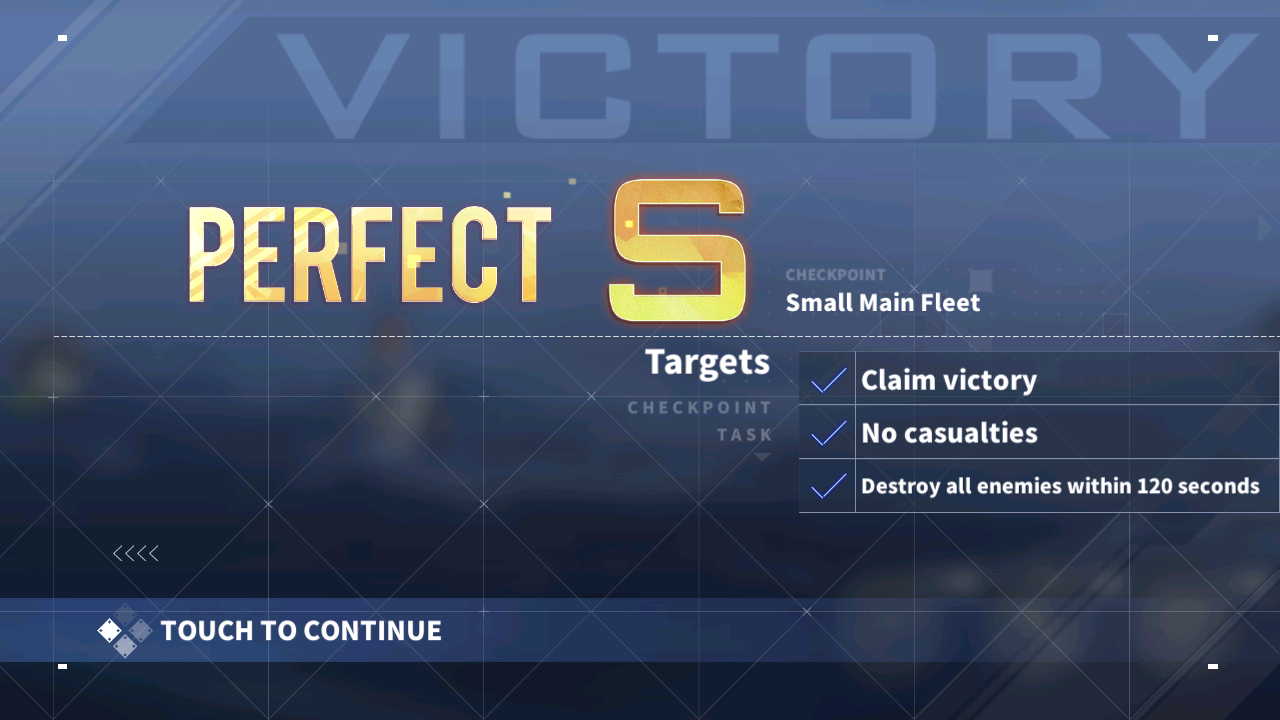 VICTORY
PERFECT S
CHECKPOINT
Small Main Fleet
Targets
CHECKPOINT
TASK
Claim victory
No casualties
Destroy all enemies within 120 seconds
TOUCH TO CONTINUE